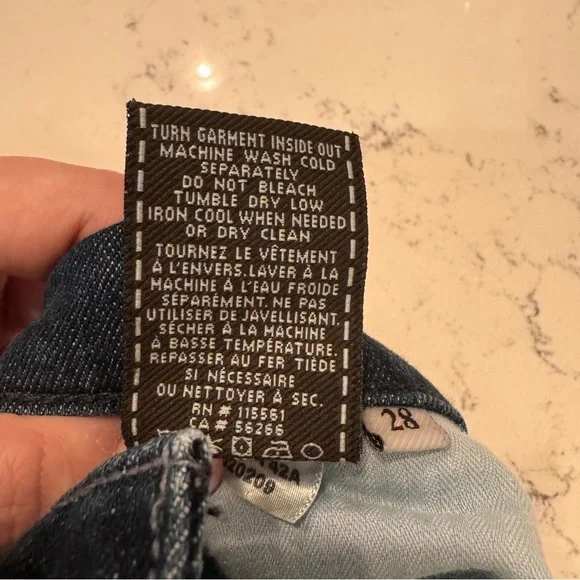 TURN GARMENT INSIDE OUT
MACHINE WASH COLD
SEPARATELY
DO NOT BLEACH
TUMBLE DRY LOW
IRON COOL WHEN NEEDED
OR DRY CLEAN
TOURNEZ LE VÊTEMENT
À L'ENVERS.LAVER À LA
MACHINE À L'EAU FROIDE
SÉPARÉMENT. NE PAS
UTILISER DE JAVELLISANT.
SÉCHER À LA MACHINE
À BASSE TEMPÉRATURE.
REPASSER AU FER TIÈDE
SI NÉCESSAIRE
OU NETTOYER À SEC.
RN # 115561
CA # 56266
28